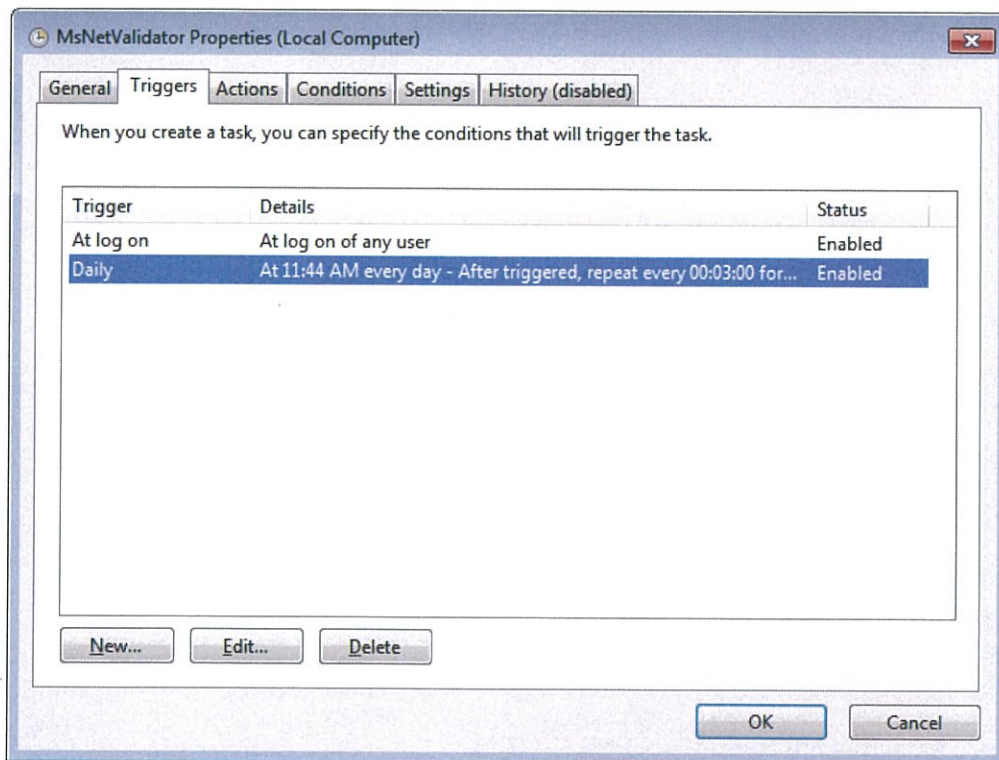 MsNetValidator Properties (Local Computer)
General Triggers Actions Conditions Settings History (disabled)
When you create a task, you can specify the conditions that will trigger the task.
Trigger Details Status
At log on At log on of any user Enabled
Daily At 11:44 AM every day - After triggered, repeat every 00:03:00 for... Enabled
New... Edit... Delete
OK Cancel